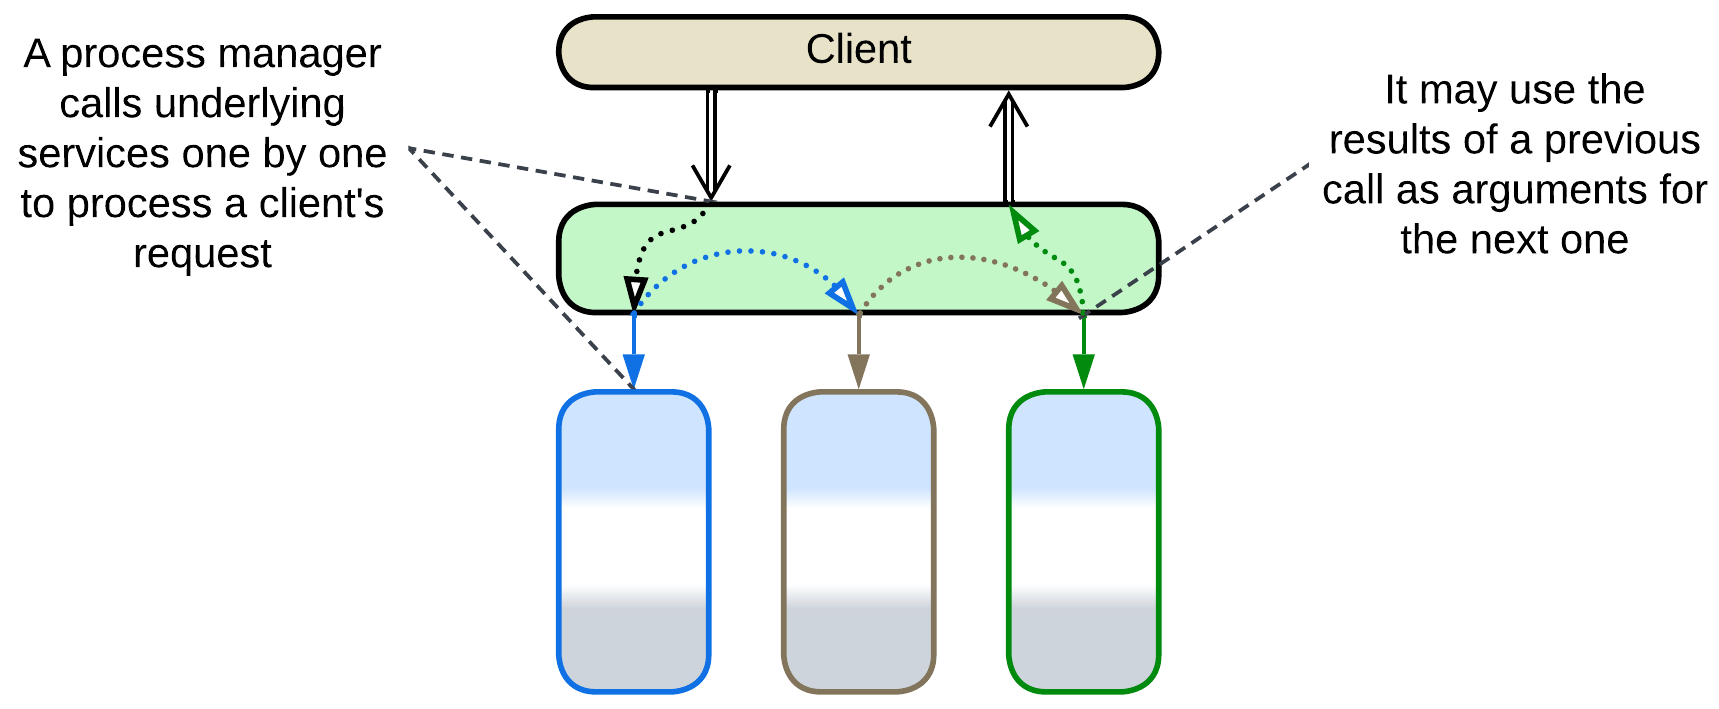 A process manager
calls underlying
services one by one
to process a client's
request
Client
It may use the
results of a previous
call as arguments for
the next one